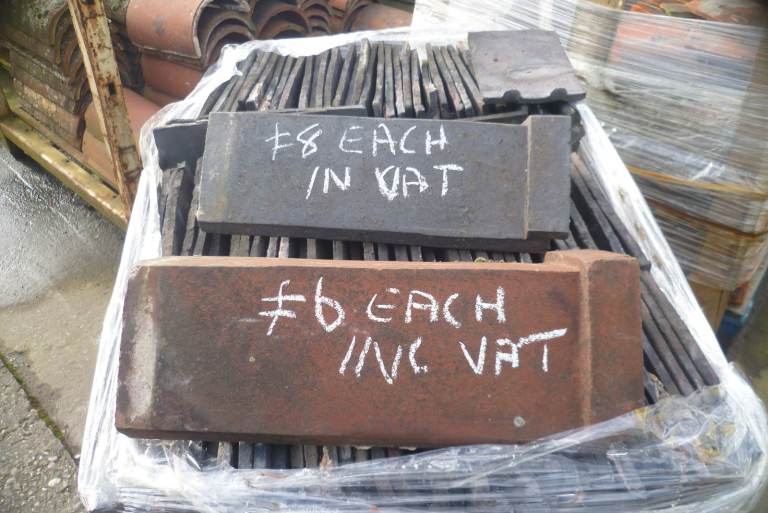 £8 EACH
IN VAT
£6 EACH
INC VAT